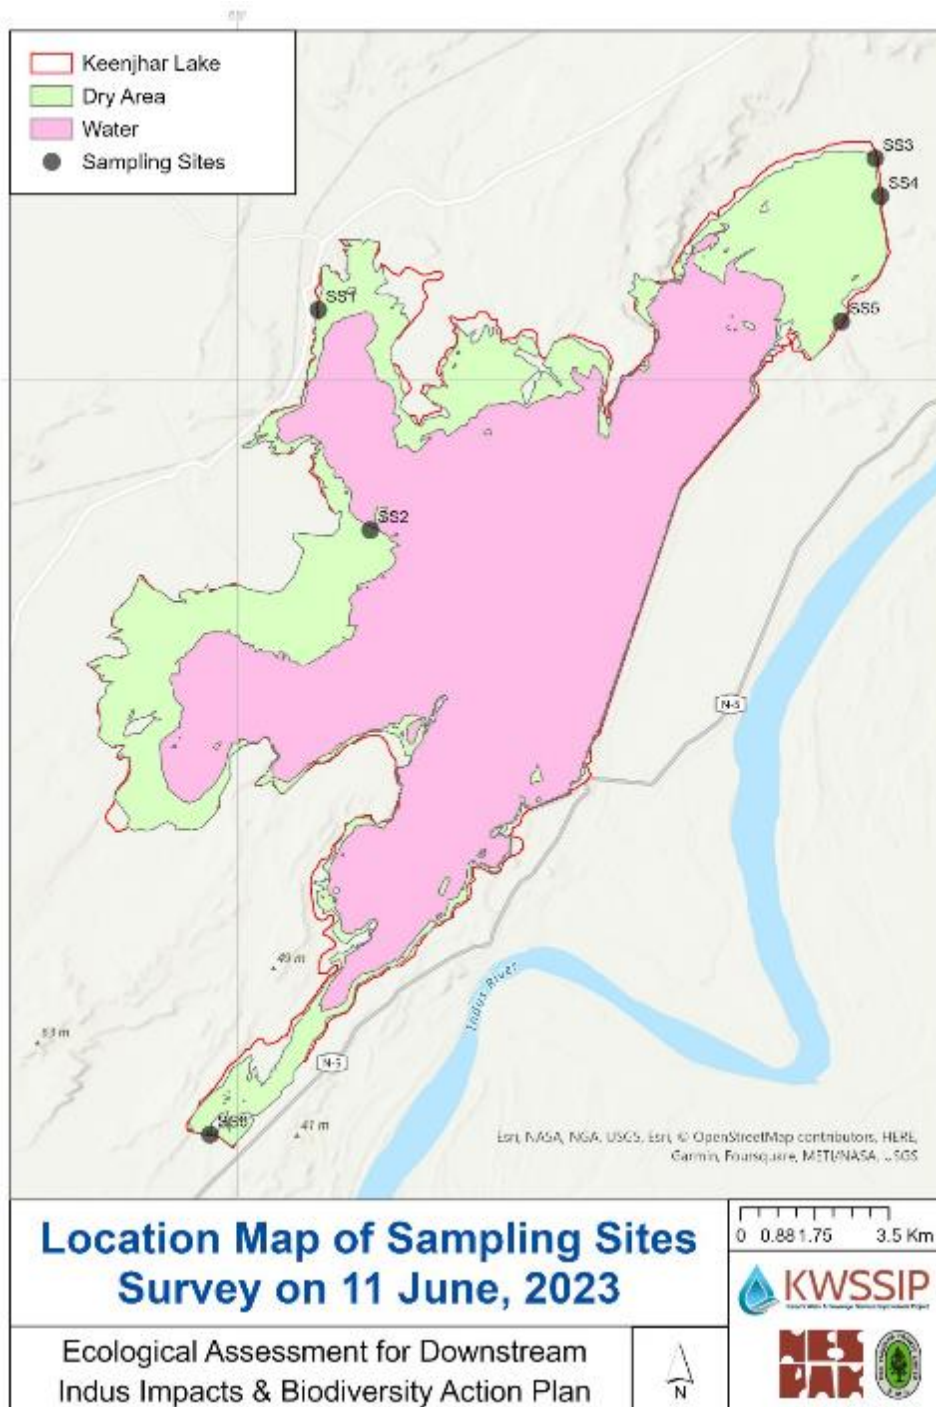 Keenjhar Lake
Dry Area
Water
Sampling Sites
SS3
SS4
SS1
SS5
SS2
N-5
Indus River
49 m
N-5
41 m
Esri, NASA, NGA, USGS, Esri, © OpenStreetMap contributors, HERE,
Garmin, Foursquare, METI/NASA, USGS
Location Map of Sampling Sites
Survey on 11 June, 2023
0 0.88 1.75 3.5 Km
KWSSIP
Ecological Assessment for Downstream
Indus Impacts & Biodiversity Action Plan
N
NES
PAK